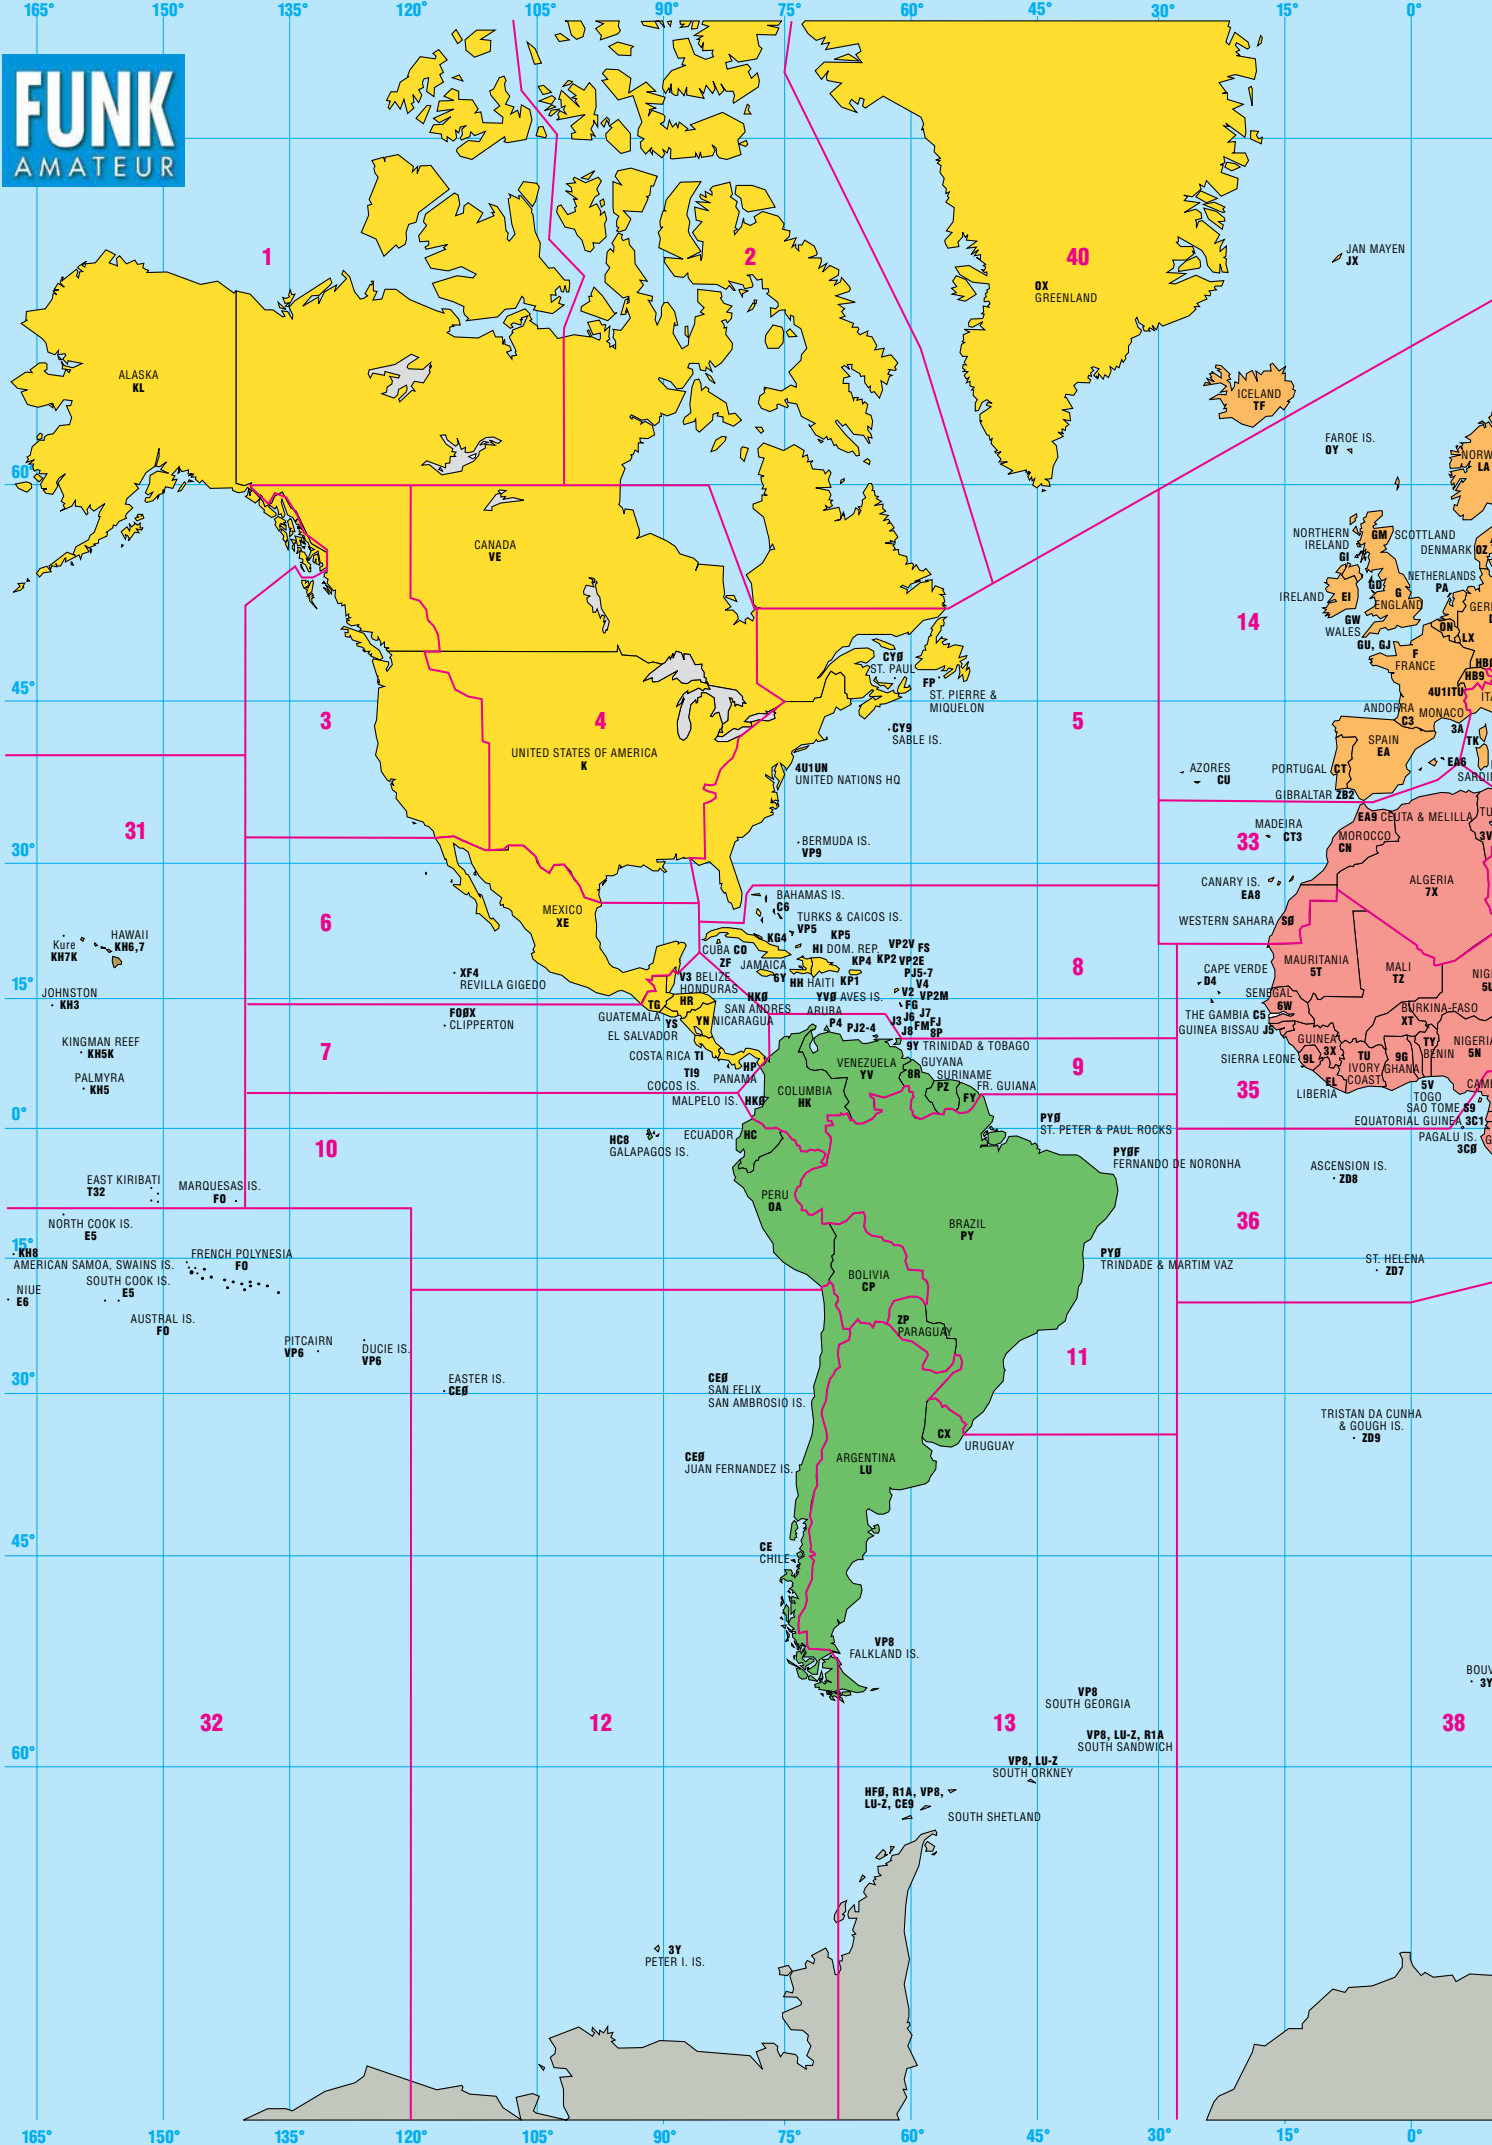 165° 150° 135° 120° 105° 90° 75° 60° 45° 30° 15° 0°
FUNK
AMATEUR
1
2
40
JAN MAYEN
JX
OX
GREENLAND
ALASKA
KL
ICELAND
TF
FAROE IS.
OY
NORW
LA
60°
CANADA
VE
NORTHERN
IRELAND
GI
GM SCOTTLAND
DENMARK OZ
NETHERLANDS
PA
IRELAND EI
GD
G
ENGLAND
GERI
GW
WALES
ON
LX
GU, GJ
14
CYØ
ST. PAUL
FP
ST. PIERRE &
MIQUELON
F
FRANCE
HB9
4U1ITU
45°
3
4
5
CY9
SABLE IS.
ANDORRA
C3
MONACO
3A
TK
UNITED STATES OF AMERICA
K
4U1UN
UNITED NATIONS HQ
SPAIN
EA
EA6
AZORES
CU
PORTUGAL CT
GIBRALTAR ZB2
31
EA9 CEUTA & MELILLA
MADEIRA
CT3
33
MOROCCO
CN
3V
BERMUDA IS.
VP9
30°
CANARY IS.
EA8
ALGERIA
7X
MEXICO
XE
6
BAHAMAS IS.
C6
TURKS & CAICOS IS.
VP5
WESTERN SAHARA SØ
Kure
KH7K
HAWAII
KH6,7
KG4
KP5
CUBA CO
ZF
HI DOM. REP.
VP2V FS
KP4 KP2 VP2E
JAMAICA
6Y
PJ5-7
8
MAURITANIA
5T
MALI
TZ
XF4
REVILLA GIGEDO
V3 BELIZE
HONDURAS
HR
HH HAITI KP1
V4
CAPE VERDE
D4
15°
JOHNSTON
KH3
TG
GUATEMALA
HKØ
SAN ANDRES
YVØ AVES IS.
V2 VP2M
FG
SENEGAL
6W
FOØX
CLIPPERTON
YS
EL SALVADOR
YN
NICARAGUA
ARUBA
P4
PJ2-4
J3 J6 J7
J8 FM FJ
8P
THE GAMBIA C5
GUINEA BISSAU J5
BURKINA-FASO
XT
KINGMAN REEF
KH5K
7
COSTA RICA TI
TI9
COCOS IS.
HP
PANAMA
9Y TRINIDAD & TOBAGO
VENEZUELA
YV
GUYANA
8R
SURINAME
PZ
9
GUINEA
3X
SIERRA LEONE 9L
TU
IVORY
COAST
9G
GHANA
TY
BENIN
NIGERIA
5N
PALMYRA
KH5
MALPELO IS. HKØ
COLUMBIA
HK
FY
FR. GUIANA
35
EL
LIBERIA
5V
TOGO
0°
10
HC8
GALAPAGOS IS.
ECUADOR HC
PYØ
ST. PETER & PAUL ROCKS
SAO TOME S9
EQUATORIAL GUINEA 3C1
PAGALU IS.
3CØ
PYØF
FERNANDO DE NORONHA
EAST KIRIBATI
T32
MARQUESAS IS.
FO
PERU
OA
ASCENSION IS.
ZD8
NORTH COOK IS.
E5
BRAZIL
PY
36
15°
KH8
AMERICAN SAMOA, SWAINS IS.
FRENCH POLYNESIA
FO
PYØ
TRINDADE & MARTIM VAZ
ST. HELENA
ZD7
SOUTH COOK IS.
E5
BOLIVIA
CP
NIUE
E6
AUSTRAL IS.
FO
ZP
PARAGUAY
PITCAIRN
VP6
DUCIE IS.
VP6
11
30°
EASTER IS.
CEØ
CEØ
SAN FELIX
SAN AMBROSIO IS.
TRISTAN DA CUNHA
& GOUGH IS.
ZD9
CX
URUGUAY
CEØ
JUAN FERNANDEZ IS.
ARGENTINA
LU
45°
CE
CHILE
VP8
FALKLAND IS.
BOUV
3Y
VP8
SOUTH GEORGIA
32
12
13
38
VP8, LU-Z, R1A
SOUTH SANDWICH
60°
VP8, LU-Z
SOUTH ORKNEY
HFØ, R1A, VP8,
LU-Z, CE9
SOUTH SHETLAND
3Y
PETER I. IS.
165° 150° 135° 120° 105° 90° 75° 60° 45° 30° 15° 0°